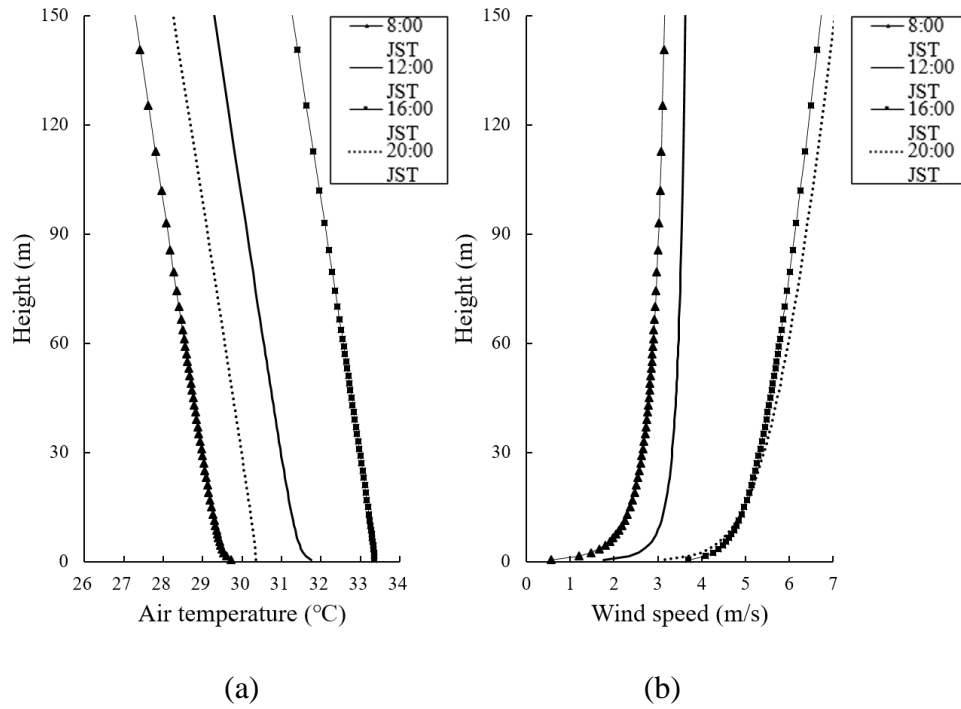 150
120
90
60
30
0
Height (m)
26 27 28 29 30 31 32 33 34
Air temperature (℃)
8:00
JST
12:00
JST
16:00
JST
20:00
JST
(a)
150
120
90
60
30
0
Height (m)
0 1 2 3 4 5 6 7
Wind speed (m/s)
8:00
JST
12:00
JST
16:00
JST
20:00
JST
(b)